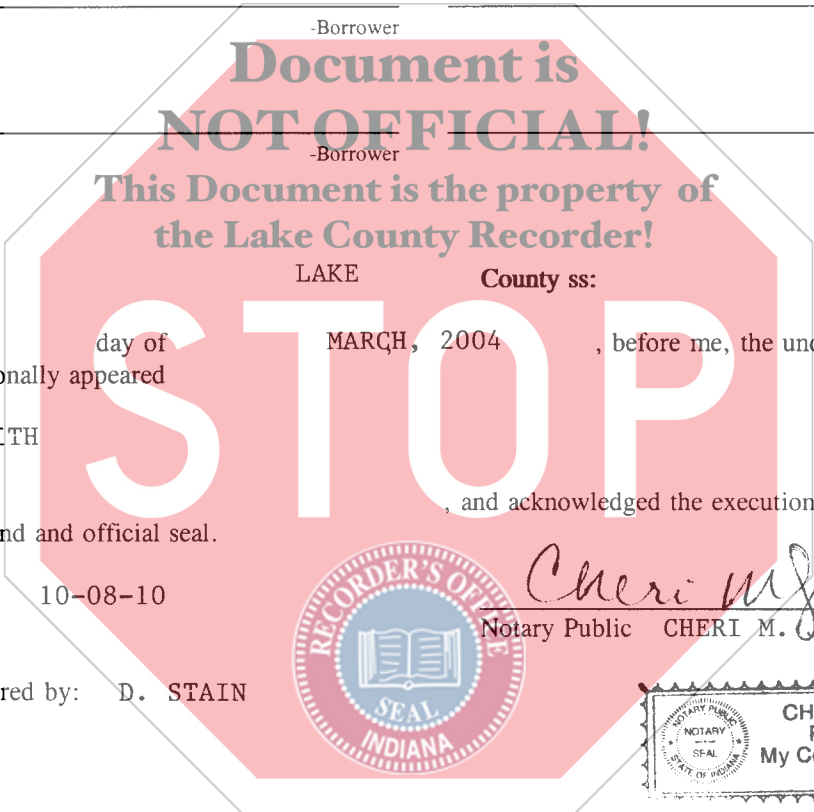 -Borrower
Document is
NOT OFFICIAL!
-Borrower
This Document is the property of
the Lake County Recorder!
LAKE County ss:
STOP
day of MARCH, 2004 , before me, the und
onally appeared
ITH
, and acknowledged the execution
nd and official seal.
RECORDER'S OFFICE
SEAL
INDIANA
10-08-10
Cheri M
Notary Public CHERI M.
red by: D. STAIN
NOTARY PUBLIC
NOTARY
SEAL
STATE OF INDIANA
CH
My Co